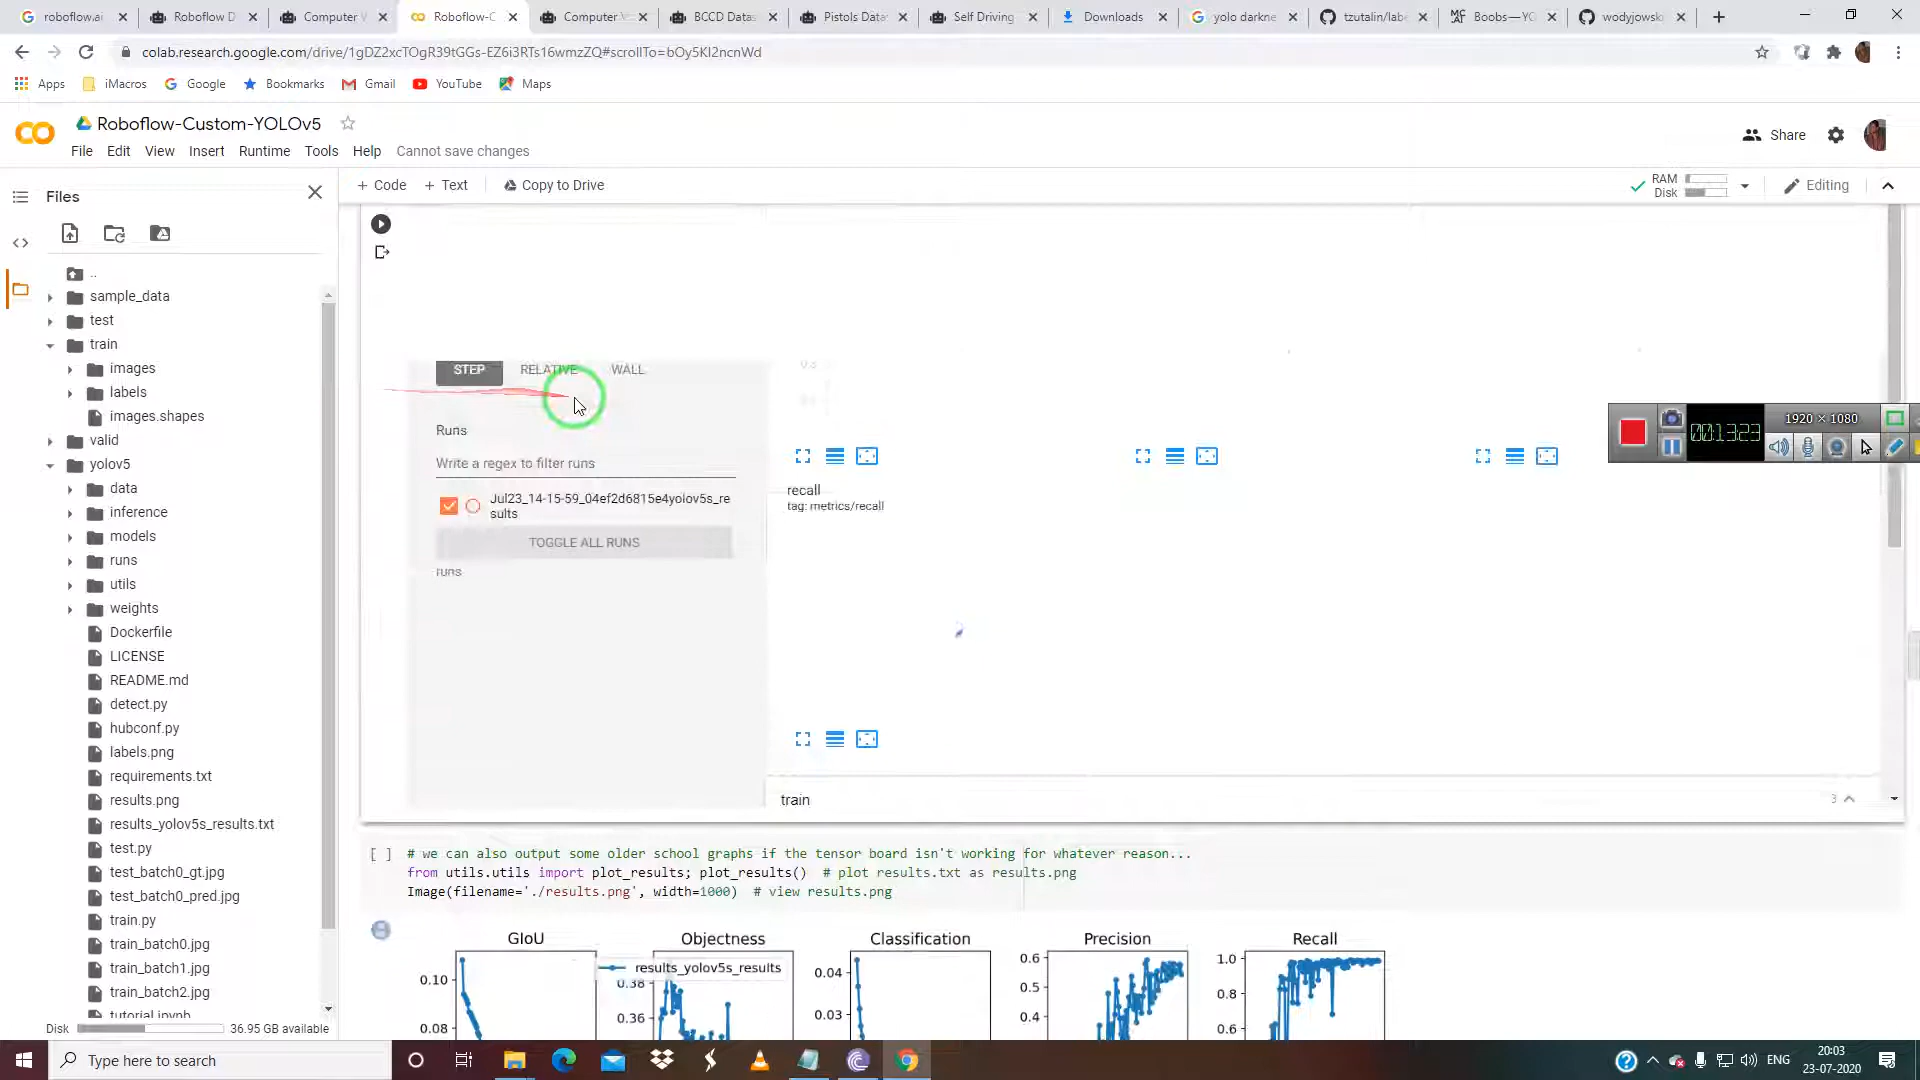 roboflow.ai
Roboflow D
Computer V
Roboflow-C
Computer V
BCCD Datas
Pistols Data
Self Driving
Downloads
yolo darkne
tzutalin/labe
Boobs—YO
wodyjowsk
colab.research.google.com/drive/1gDZ2xcTOgR39tGGs-EZ6i3RTs16wmzZQ#scrollTo=bOy5KI2ncnWd
Apps
iMacros
Google
Bookmarks
Gmail
YouTube
Maps
Roboflow-Custom-YOLOv5
Share
File Edit View Insert Runtime Tools Help Cannot save changes
Files
+ Code + Text Copy to Drive
RAM
Disk
Editing
..
sample_data
test
train
images
labels
images.shapes
valid
yolov5
data
inference
models
runs
utils
weights
Dockerfile
LICENSE
README.md
detect.py
hubconf.py
labels.png
requirements.txt
results.png
results_yolov5s_results.txt
test.py
test_batch0_gt.jpg
test_batch0_pred.jpg
train.py
train_batch0.jpg
train_batch1.jpg
train_batch2.jpg
tutorial.ipynb
Disk 36.95 GB available
STEP RELATIVE WALL
Runs
Write a regex to filter runs
Jul23_14-15-59_04ef2d6815e4yolov5s_re
sults
TOGGLE ALL RUNS
runs
recall
tag: metrics/recall
train
3
1920 × 1080
00:13:23
[ ] # we can also output some older school graphs if the tensor board isn't working for whatever reason...
from utils.utils import plot_results; plot_results() # plot results.txt as results.png
Image(filename='./results.png', width=1000) # view results.png
GIoU
Objectness
Classification
Precision
Recall
results_yolov5s_results
0.10
0.08
0.38
0.36
0.04
0.03
0.6
0.5
0.4
1.0
0.8
0.6
Type here to search
ENG
20:03
23-07-2020